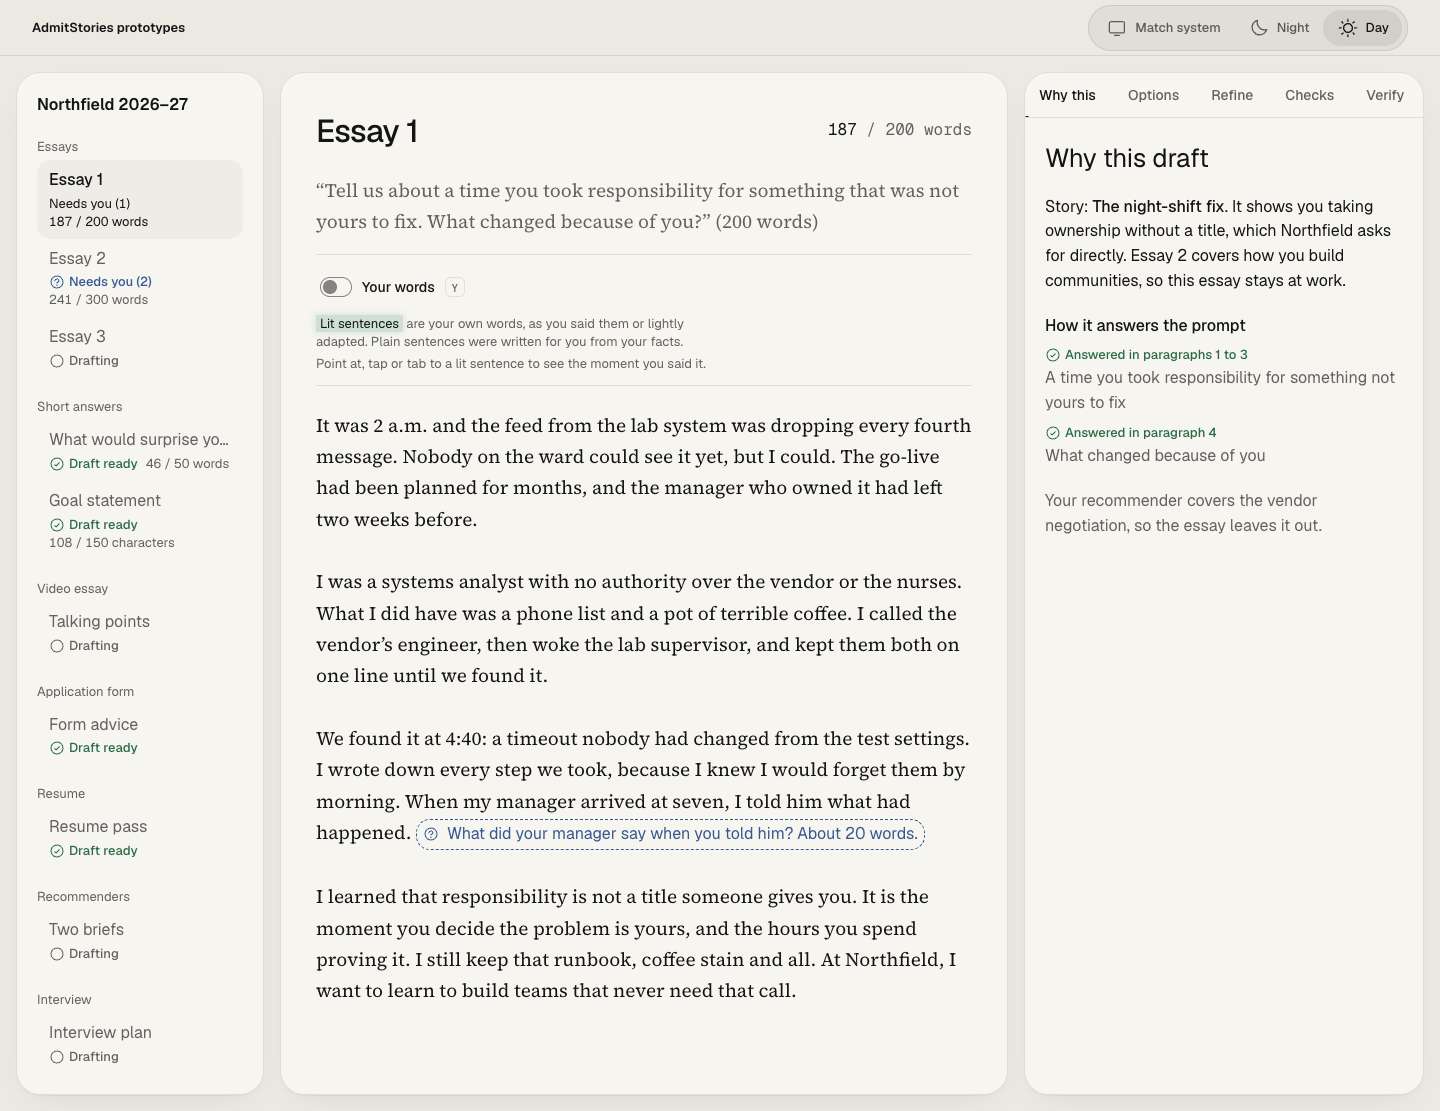 AdmitStories prototypes
Match system
Night
Day
Northfield 2026–27
Essays
Essay 1
Needs you (1)
187 / 200 words
Essay 2
Needs you (2)
241 / 300 words
Essay 3
Drafting
Short answers
What would surprise yo…
Draft ready 46 / 50 words
Goal statement
Draft ready
108 / 150 characters
Video essay
Talking points
Drafting
Application form
Form advice
Draft ready
Resume
Resume pass
Draft ready
Recommenders
Two briefs
Drafting
Interview
Interview plan
Drafting
Essay 1
187 / 200 words
“Tell us about a time you took responsibility for something that was not
yours to fix. What changed because of you?” (200 words)
Your words Y
Lit sentences are your own words, as you said them or lightly
adapted. Plain sentences were written for you from your facts.
Point at, tap or tab to a lit sentence to see the moment you said it.
It was 2 a.m. and the feed from the lab system was dropping every fourth
message. Nobody on the ward could see it yet, but I could. The go-live
had been planned for months, and the manager who owned it had left
two weeks before.
I was a systems analyst with no authority over the vendor or the nurses.
What I did have was a phone list and a pot of terrible coffee. I called the
vendor’s engineer, then woke the lab supervisor, and kept them both on
one line until we found it.
We found it at 4:40: a timeout nobody had changed from the test settings.
I wrote down every step we took, because I knew I would forget them by
morning. When my manager arrived at seven, I told him what had
happened. What did your manager say when you told him? About 20 words.
I learned that responsibility is not a title someone gives you. It is the
moment you decide the problem is yours, and the hours you spend
proving it. I still keep that runbook, coffee stain and all. At Northfield, I
want to learn to build teams that never need that call.
Why this
Options
Refine
Checks
Verify
Why this draft
Story: The night-shift fix. It shows you taking
ownership without a title, which Northfield asks
for directly. Essay 2 covers how you build
communities, so this essay stays at work.
How it answers the prompt
Answered in paragraphs 1 to 3
A time you took responsibility for something not
yours to fix
Answered in paragraph 4
What changed because of you
Your recommender covers the vendor
negotiation, so the essay leaves it out.